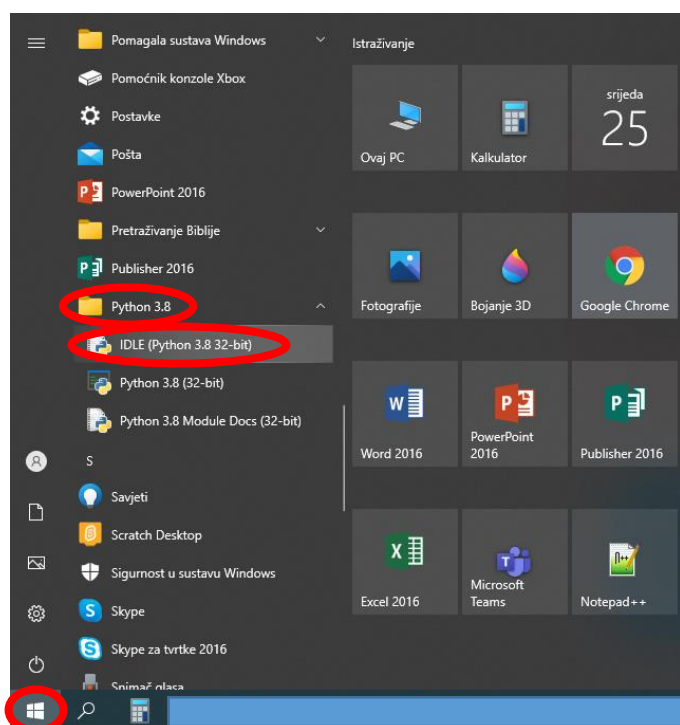 Pomagala sustava Windows
Pomoćnik konzole Xbox
Postavke
Pošta
PowerPoint 2016
Pretraživanje Biblije
Publisher 2016
Python 3.8
IDLE (Python 3.8 32-bit)
Python 3.8 (32-bit)
Python 3.8 Module Docs (32-bit)
S
Savjeti
Scratch Desktop
Sigurnost u sustavu Windows
Skype
Skype za tvrtke 2016
Snimač glasa
Istraživanje
Ovaj PC
Kalkulator
srijeda
25
Fotografije
Bojanje 3D
Google Chrome
Word 2016
PowerPoint
2016
Publisher 2016
Excel 2016
Microsoft
Teams
Notepad++